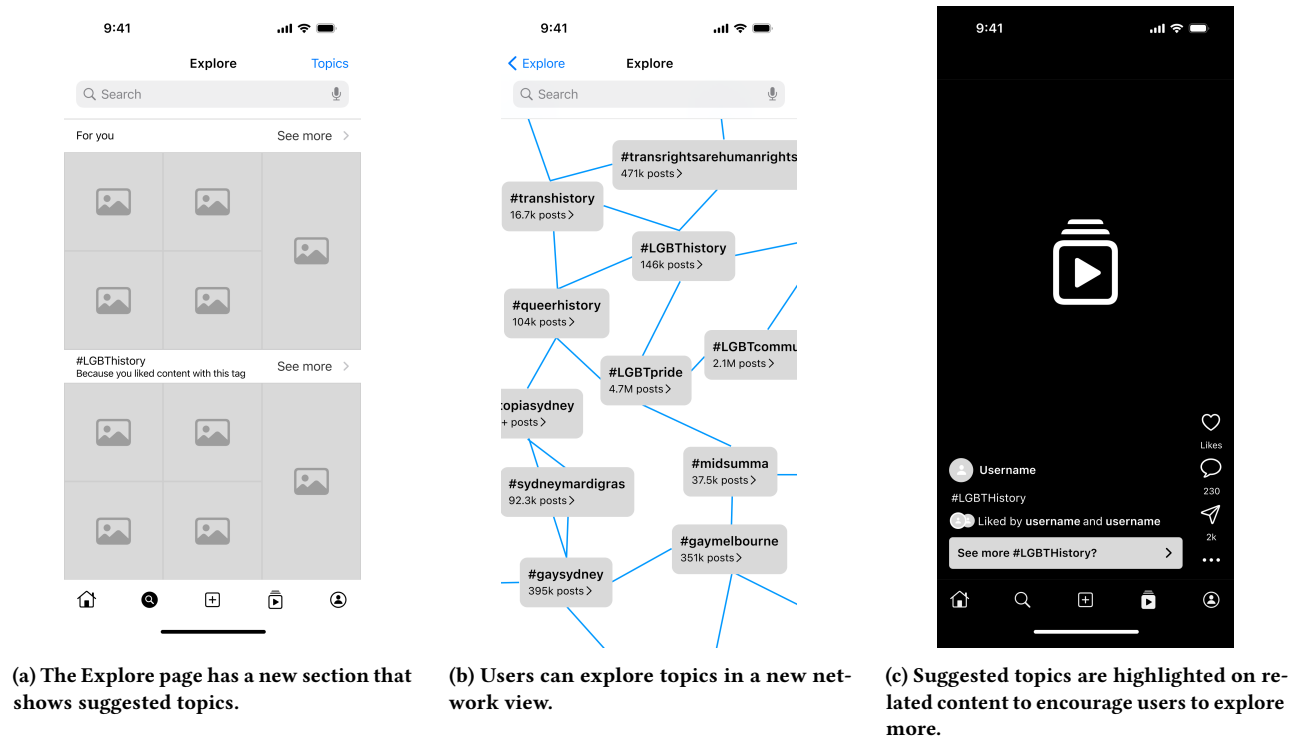 9:41
Explore
Topics
Search
For you
See more
#LGBThistory
Because you liked content with this tag
See more
(a) The Explore page has a new section that
shows suggested topics.
9:41
Explore
Explore
Search
#transrightsarehumanrights
471k posts
#transhistory
16.7k posts
#LGBThistory
146k posts
#queerhistory
104k posts
#LGBTcommu
2.1M posts
#LGBTpride
4.7M posts
topiasydney
+ posts
#midsumma
37.5k posts
#sydneymardigras
92.3k posts
#gaymelbourne
351k posts
#gaysydney
395k posts
(b) Users can explore topics in a new net-
work view.
9:41
Likes
Username
230
#LGBTHistory
Liked by username and username
2k
See more #LGBTHistory?
(c) Suggested topics are highlighted on re-
lated content to encourage users to explore
more.